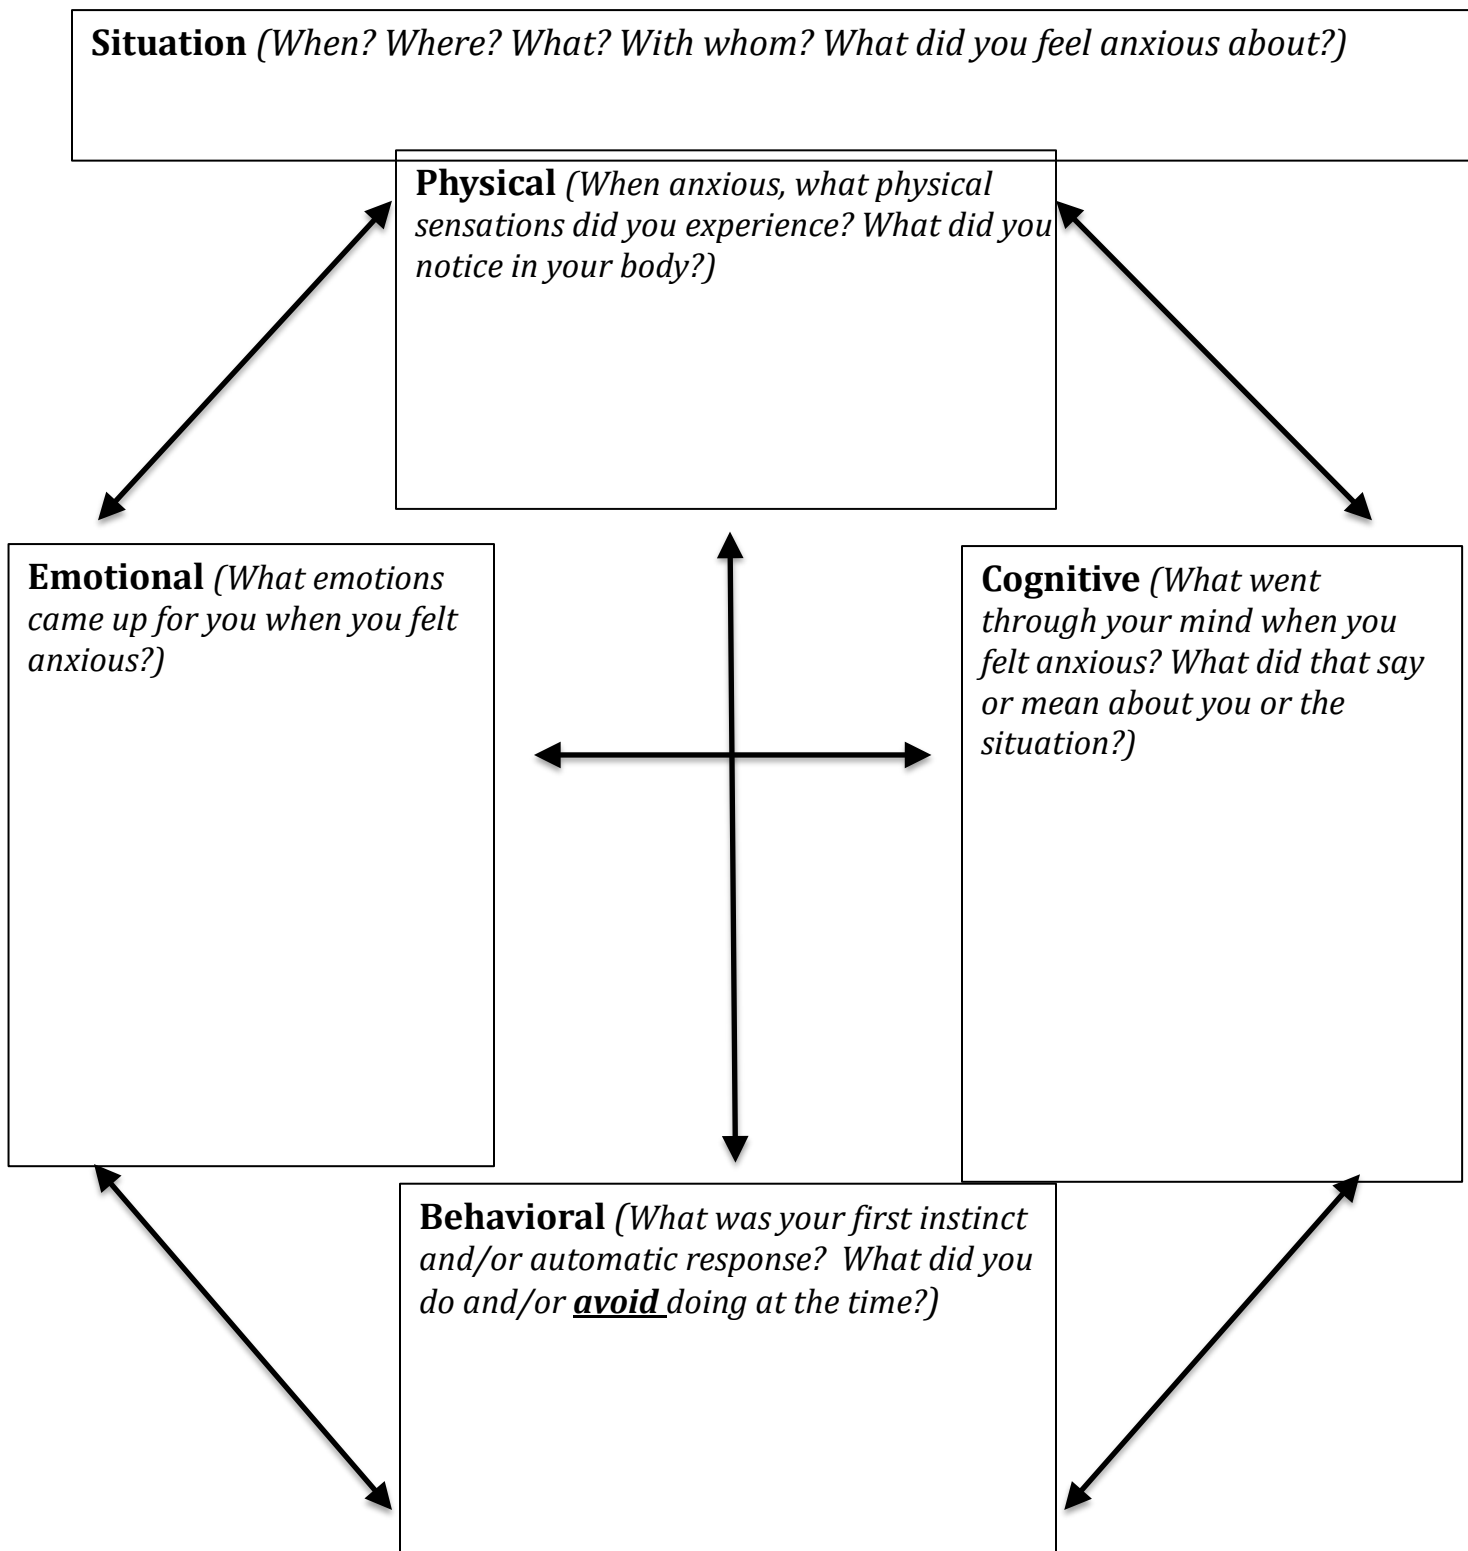 Situation (When? Where? What? With whom? What did you feel anxious about?)
Physical (When anxious, what physical
sensations did you experience? What did you
notice in your body?)
Emotional (What emotions
came up for you when you felt
anxious?)
Cognitive (What went
through your mind when you
felt anxious? What did that say
or mean about you or the
situation?)
Behavioral (What was your first instinct
and/or automatic response?  What did you
do and/or avoid doing at the time?)